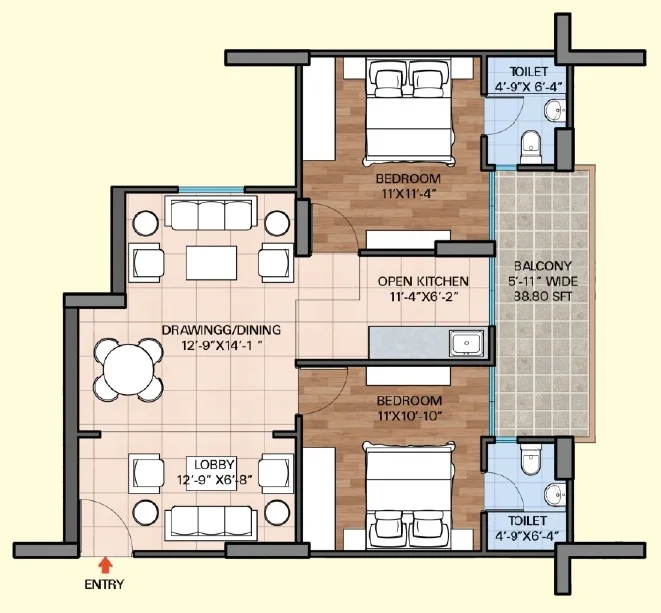 TOILET
4'-9"X 6'-4"
BEDROOM
11'X11'-4"
OPEN KITCHEN
11'-4"X6'-2"
BALCONY
5'-11" WIDE
88.80 SFT
DRAWINGG/DINING
12'-9"X14'-1 "
BEDROOM
11'X10'-10"
LOBBY
12'-9" X6'-8"
TOILET
4'-9"X6'-4"
ENTRY